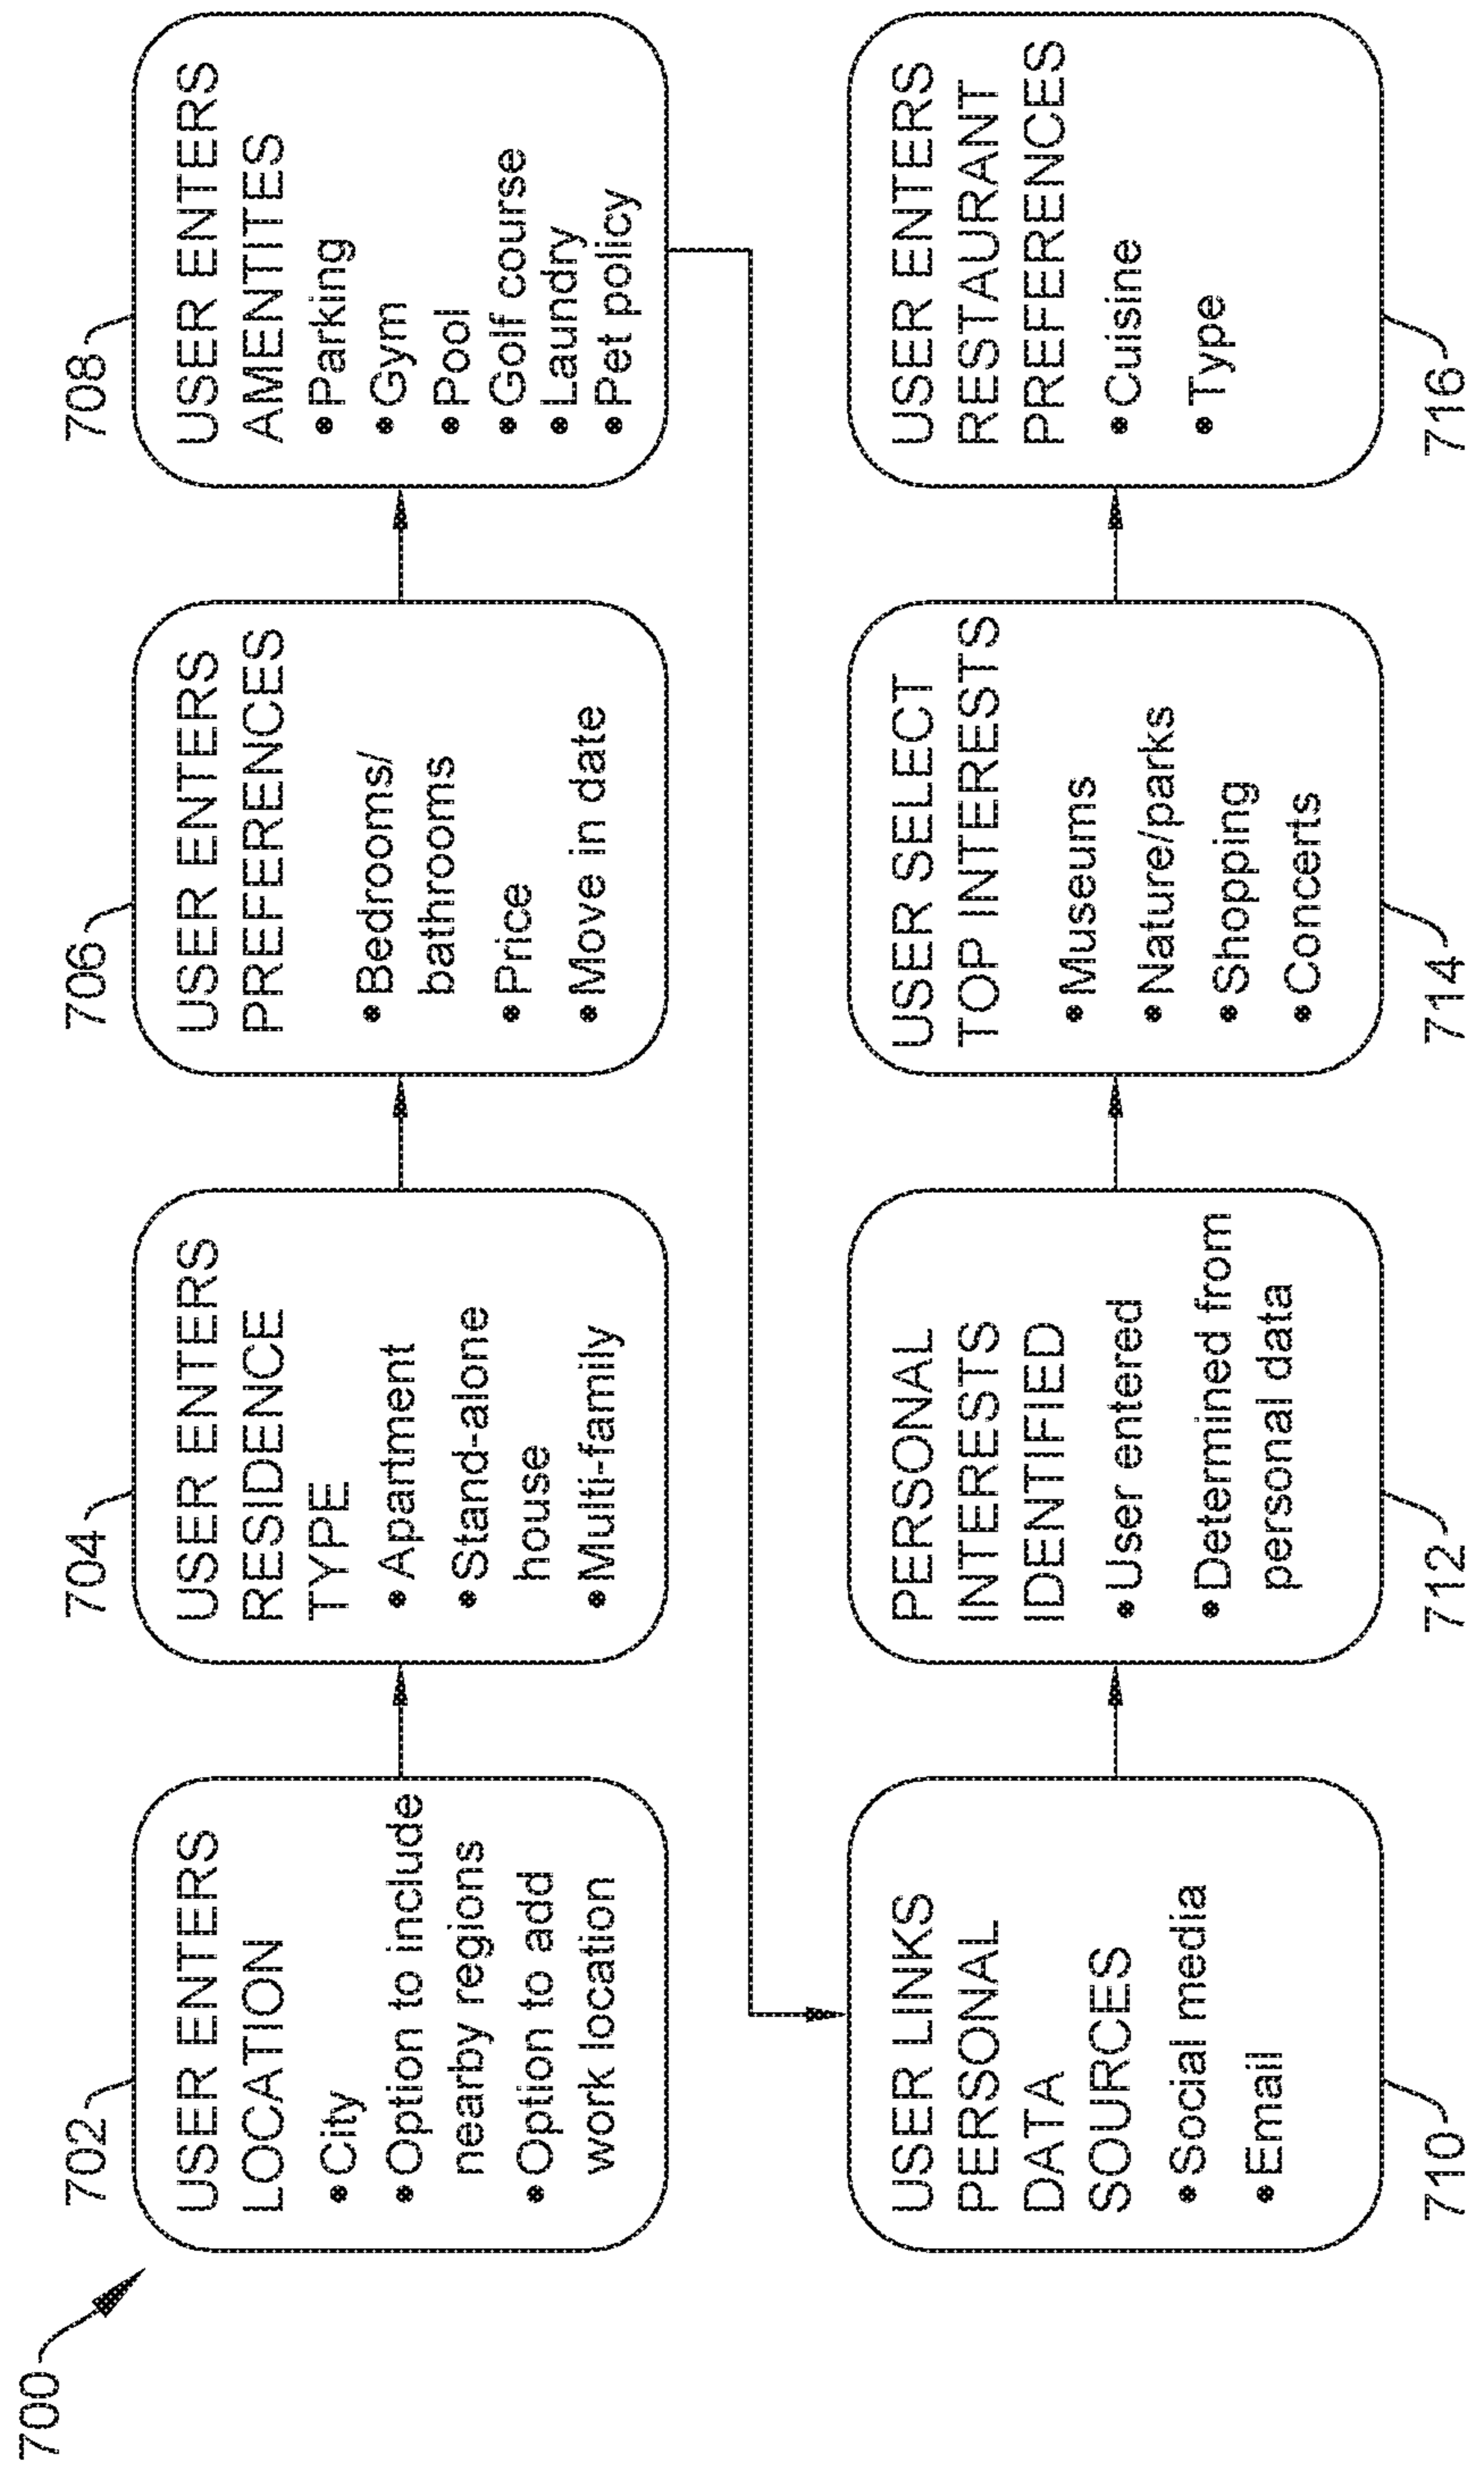 700
702
USER ENTERS
LOCATION
• City
• Option to include
nearby regions
• Option to add
work location
704
USER ENTERS
RESIDENCE
TYPE
• Apartment
• Stand-alone
house
• Multi-family
706
USER ENTERS
PREFERENCES
• Bedrooms/
bathrooms
• Price
• Move in date
708
USER ENTERS
AMENTITES
• Parking
• Gym
• Pool
• Golf course
• Laundry
• Pet policy
USER LINKS
PERSONAL
DATA
SOURCES
• Social media
• Email
710
PERSONAL
INTERESTS
IDENTIFIED
• User entered
• Determined from
personal data
712
USER SELECT
TOP INTERESTS
• Museums
• Nature/parks
• Shopping
• Concerts
714
USER ENTERS
RESTAURANT
PREFERENCES
• Cuisine
• Type
716